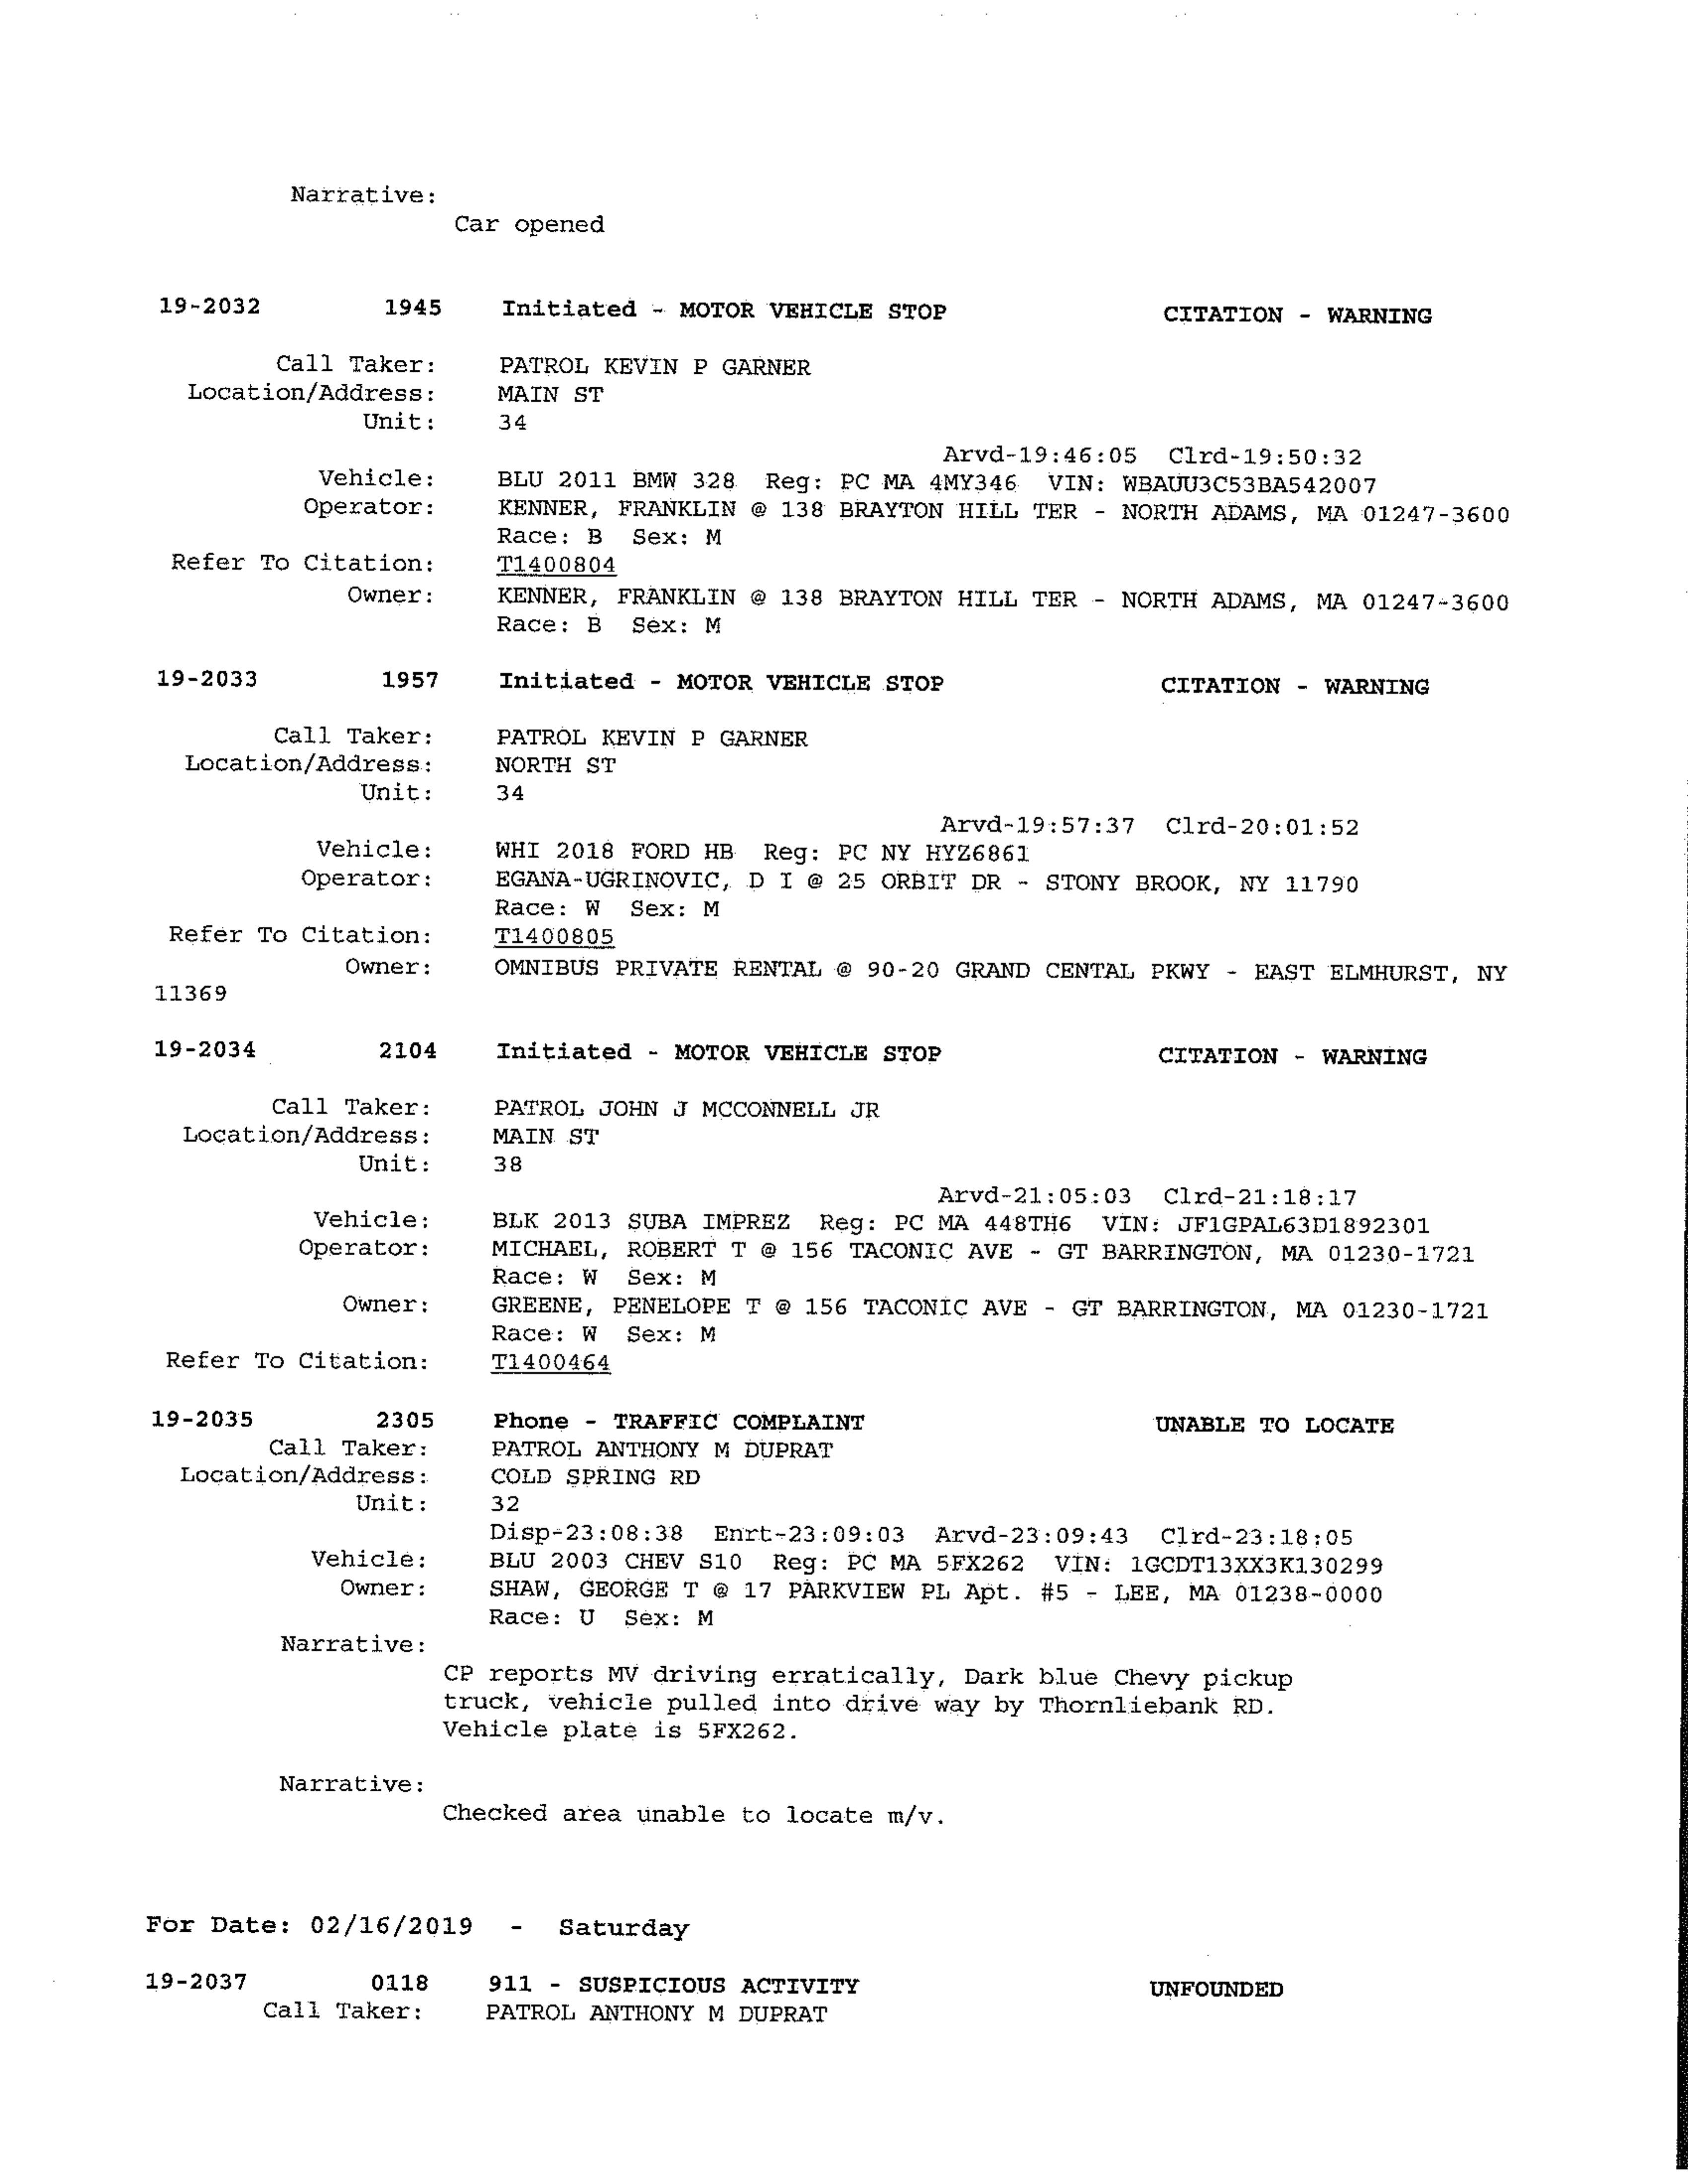 Narrative:
Car opened
19-2032 1945 Initiated - MOTOR VEHICLE STOP CITATION - WARNING
Call Taker: PATROL KEVIN P GARNER
Location/Address: MAIN ST
Unit: 34
Arvd-19:46:05 Clrd-19:50:32
Vehicle: BLU 2011 BMW 328 Reg: PC MA 4MY346 VIN: WBAUU3C53BA542007
Operator: KENNER, FRANKLIN @ 138 BRAYTON HILL TER - NORTH ADAMS, MA 01247-3600
Race: B Sex: M
Refer To Citation: T1400804
Owner: KENNER, FRANKLIN @ 138 BRAYTON HILL TER - NORTH ADAMS, MA 01247-3600
Race: B Sex: M
19-2033 1957 Initiated - MOTOR VEHICLE STOP CITATION - WARNING
Call Taker: PATROL KEVIN P GARNER
Location/Address: NORTH ST
Unit: 34
Arvd-19:57:37 Clrd-20:01:52
Vehicle: WHI 2018 FORD HB Reg: PC NY HYZ6861
Operator: EGANA-UGRINOVIC, D I @ 25 ORBIT DR - STONY BROOK, NY 11790
Race: W Sex: M
Refer To Citation: T1400805
Owner: OMNIBUS PRIVATE RENTAL @ 90-20 GRAND CENTAL PKWY - EAST ELMHURST, NY
11369
19-2034 2104 Initiated - MOTOR VEHICLE STOP CITATION - WARNING
Call Taker: PATROL JOHN J MCCONNELL JR
Location/Address: MAIN ST
Unit: 38
Arvd-21:05:03 Clrd-21:18:17
Vehicle: BLK 2013 SUBA IMPREZ Reg: PC MA 448TH6 VIN: JF1GPAL63D1892301
Operator: MICHAEL, ROBERT T @ 156 TACONIC AVE - GT BARRINGTON, MA 01230-1721
Race: W Sex: M
Owner: GREENE, PENELOPE T @ 156 TACONIC AVE - GT BARRINGTON, MA 01230-1721
Race: W Sex: M
Refer To Citation: T1400464
19-2035 2305 Phone - TRAFFIC COMPLAINT UNABLE TO LOCATE
Call Taker: PATROL ANTHONY M DUPRAT
Location/Address: COLD SPRING RD
Unit: 32
Disp-23:08:38 Enrt-23:09:03 Arvd-23:09:43 Clrd-23:18:05
Vehicle: BLU 2003 CHEV S10 Reg: PC MA 5FX262 VIN: 1GCDT13XX3K130299
Owner: SHAW, GEORGE T @ 17 PARKVIEW PL Apt. #5 - LEE, MA 01238-0000
Race: U Sex: M
Narrative:
CP reports MV driving erratically, Dark blue Chevy pickup
truck, vehicle pulled into drive way by Thornliebank RD.
Vehicle plate is 5FX262.
Narrative:
Checked area unable to locate m/v.
For Date: 02/16/2019 - Saturday
19-2037 0118 911 - SUSPICIOUS ACTIVITY UNFOUNDED
Call Taker: PATROL ANTHONY M DUPRAT